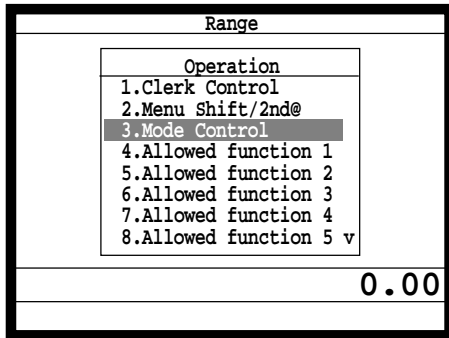 Range
Operation
1.Clerk Control
2.Menu Shift/2nd@
3.Mode Control
4.Allowed function 1
5.Allowed function 2
6.Allowed function 3
7.Allowed function 4
8.Allowed function 5 v
0.00